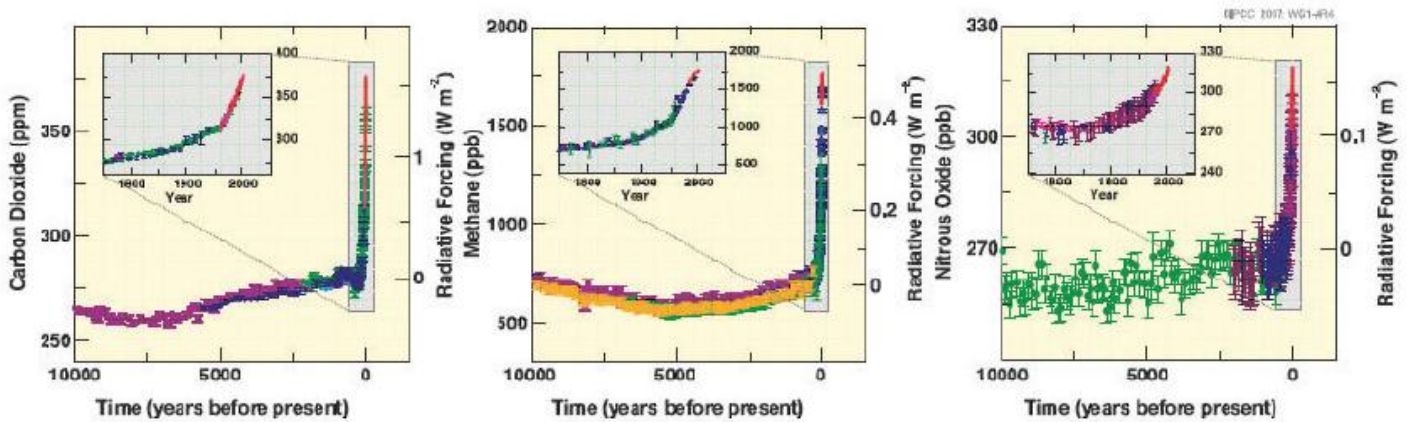 ©IPCC 2007: WG1-AR4
Carbon Dioxide (ppm)
350
300
250
240
400
350
300
1800 1900 2000
Year
Radiative Forcing (W m⁻²)
1
0
10000 5000 0
Time (years before present)
Methane (ppb)
2000
1500
1000
500
2000
1500
1000
500
1800 1900 2000
Year
Radiative Forcing (W m⁻²)
0.4
0.2
0
10000 5000 0
Time (years before present)
Nitrous Oxide (ppb)
330
300
270
240
330
300
270
240
1800 1900 2000
Year
Radiative Forcing (W m⁻²)
0.1
0
10000 5000 0
Time (years before present)